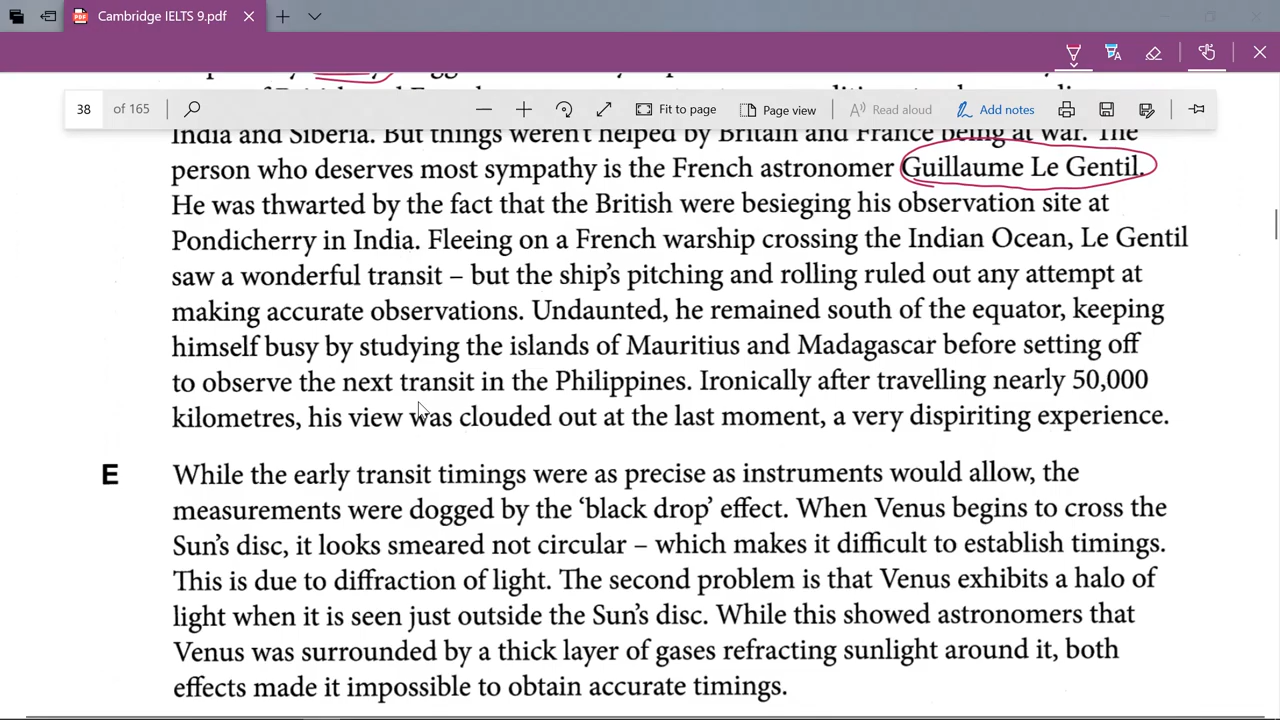 Cambridge IELTS 9.pdf
38 of 165 Fit to page Page view Read aloud Add notes
India and Siberia. But things weren't helped by Britain and France being at war. The
person who deserves most sympathy is the French astronomer Guillaume Le Gentil.
He was thwarted by the fact that the British were besieging his observation site at
Pondicherry in India. Fleeing on a French warship crossing the Indian Ocean, Le Gentil
saw a wonderful transit – but the ship's pitching and rolling ruled out any attempt at
making accurate observations. Undaunted, he remained south of the equator, keeping
himself busy by studying the islands of Mauritius and Madagascar before setting off
to observe the next transit in the Philippines. Ironically after travelling nearly 50,000
kilometres, his view was clouded out at the last moment, a very dispiriting experience.
E While the early transit timings were as precise as instruments would allow, the
measurements were dogged by the 'black drop' effect. When Venus begins to cross the
Sun's disc, it looks smeared not circular – which makes it difficult to establish timings.
This is due to diffraction of light. The second problem is that Venus exhibits a halo of
light when it is seen just outside the Sun's disc. While this showed astronomers that
Venus was surrounded by a thick layer of gases refracting sunlight around it, both
effects made it impossible to obtain accurate timings.